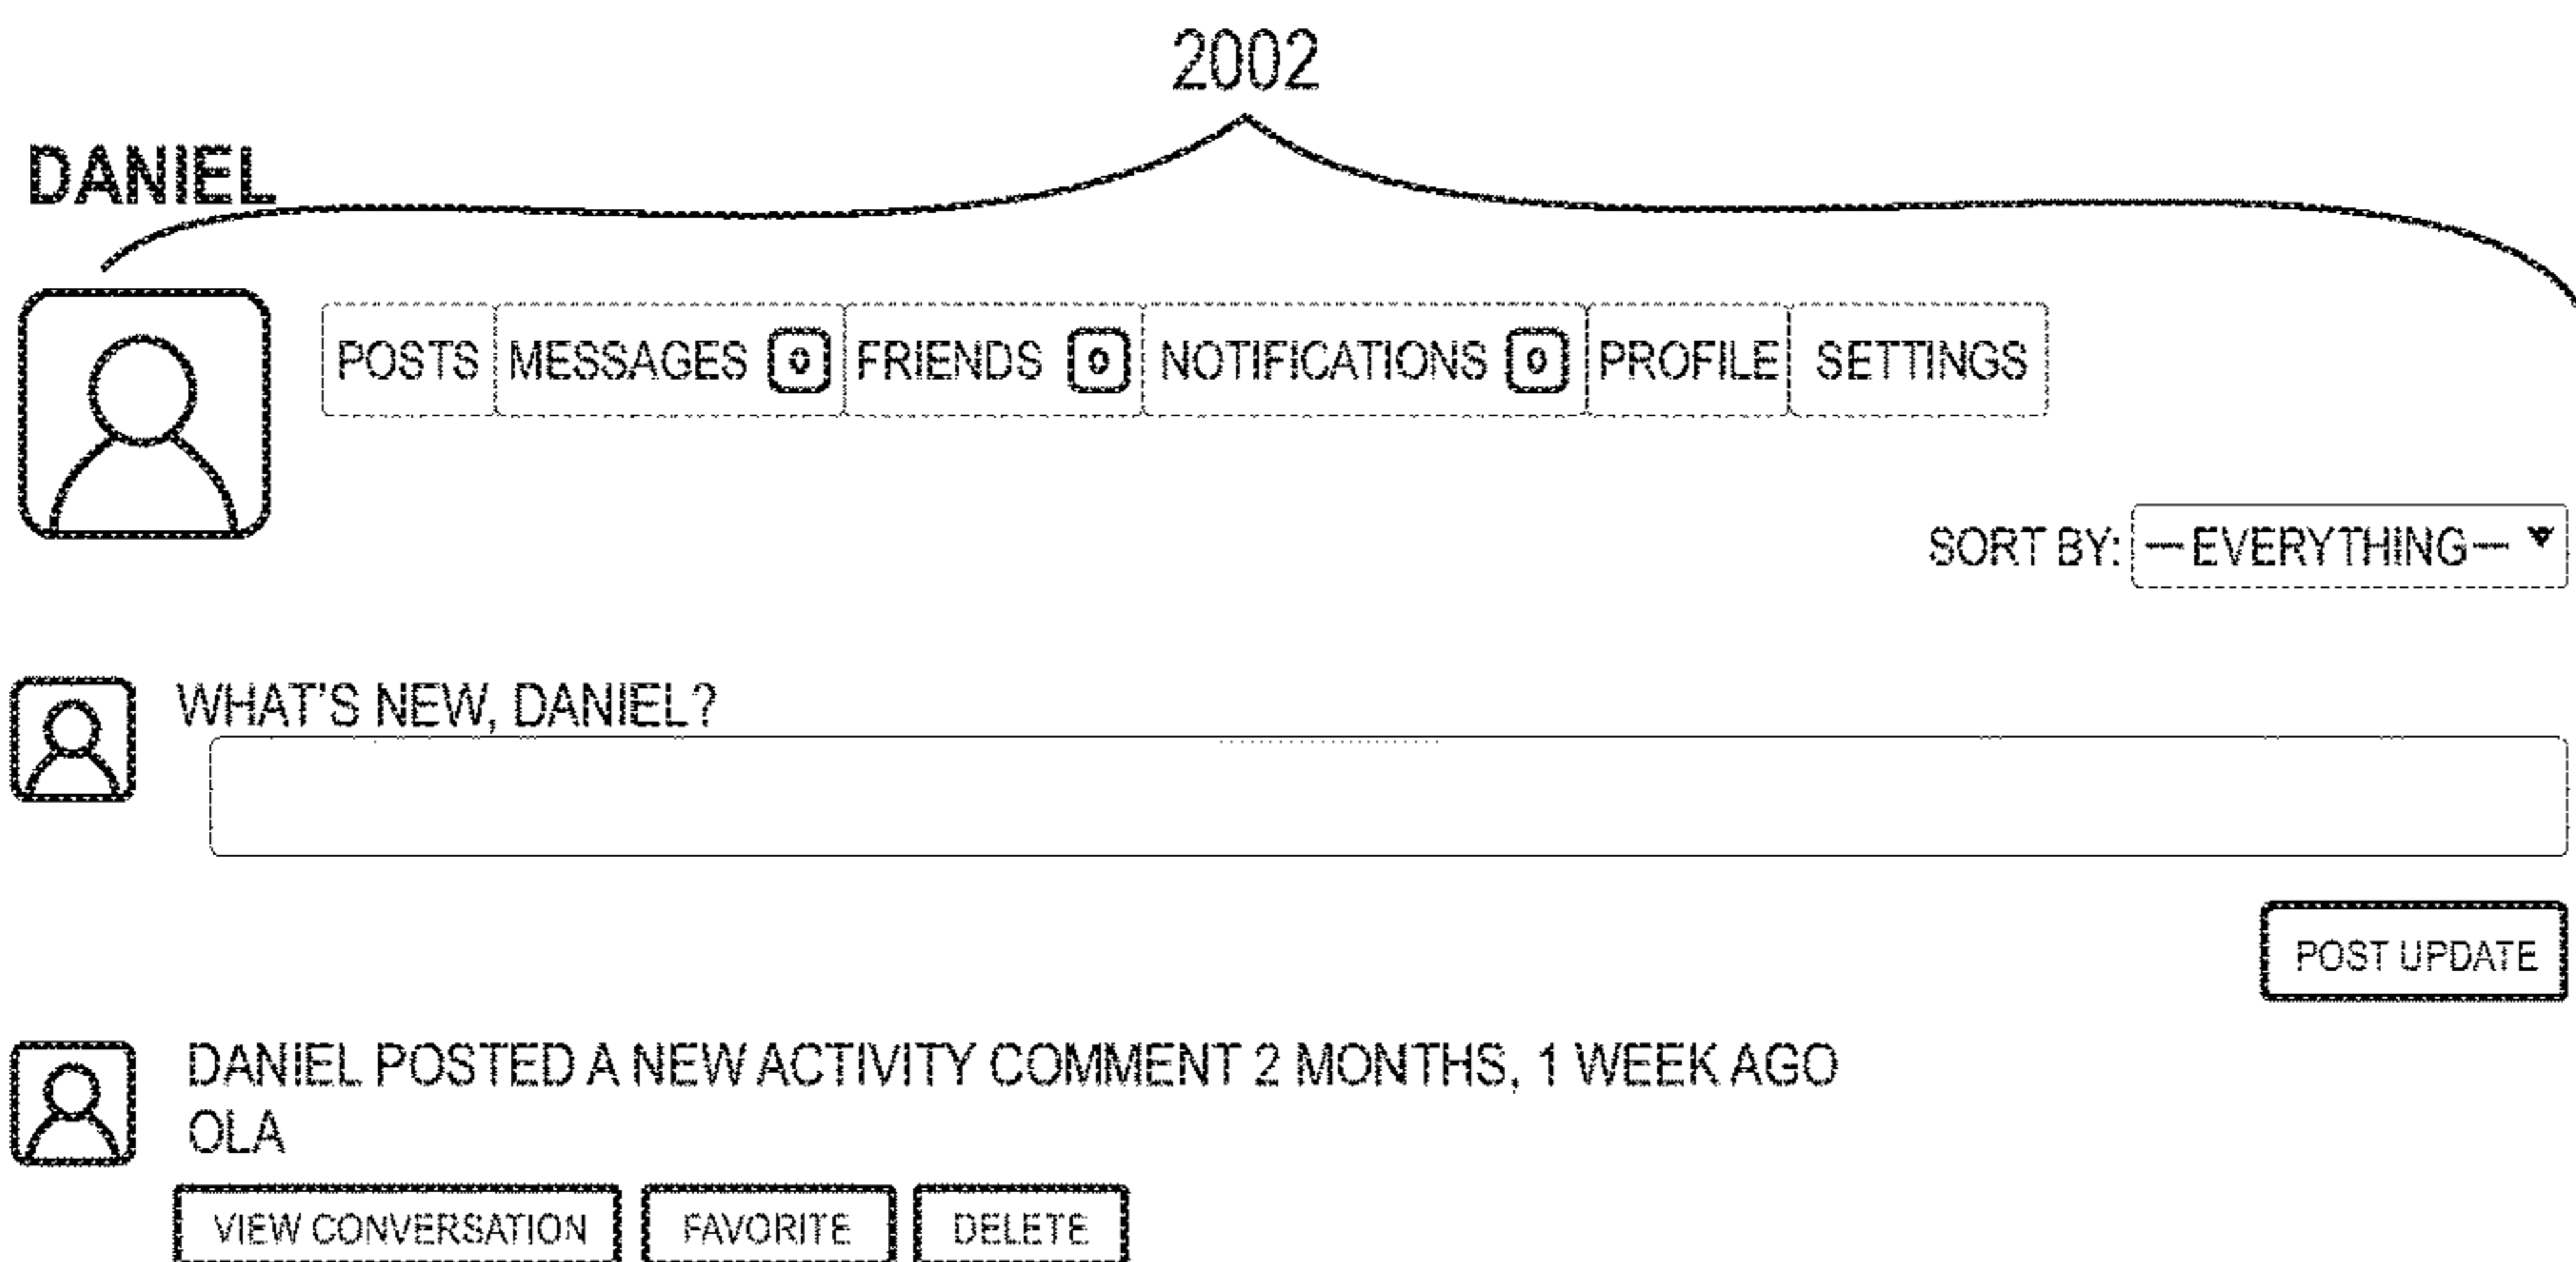 2002
DANIEL
POSTS MESSAGES 0 FRIENDS 0 NOTIFICATIONS 0 PROFILE SETTINGS
SORT BY: — EVERYTHING —
WHAT'S NEW, DANIEL?
POST UPDATE
DANIEL POSTED A NEW ACTIVITY COMMENT 2 MONTHS, 1 WEEK AGO
OLA
VIEW CONVERSATION FAVORITE DELETE